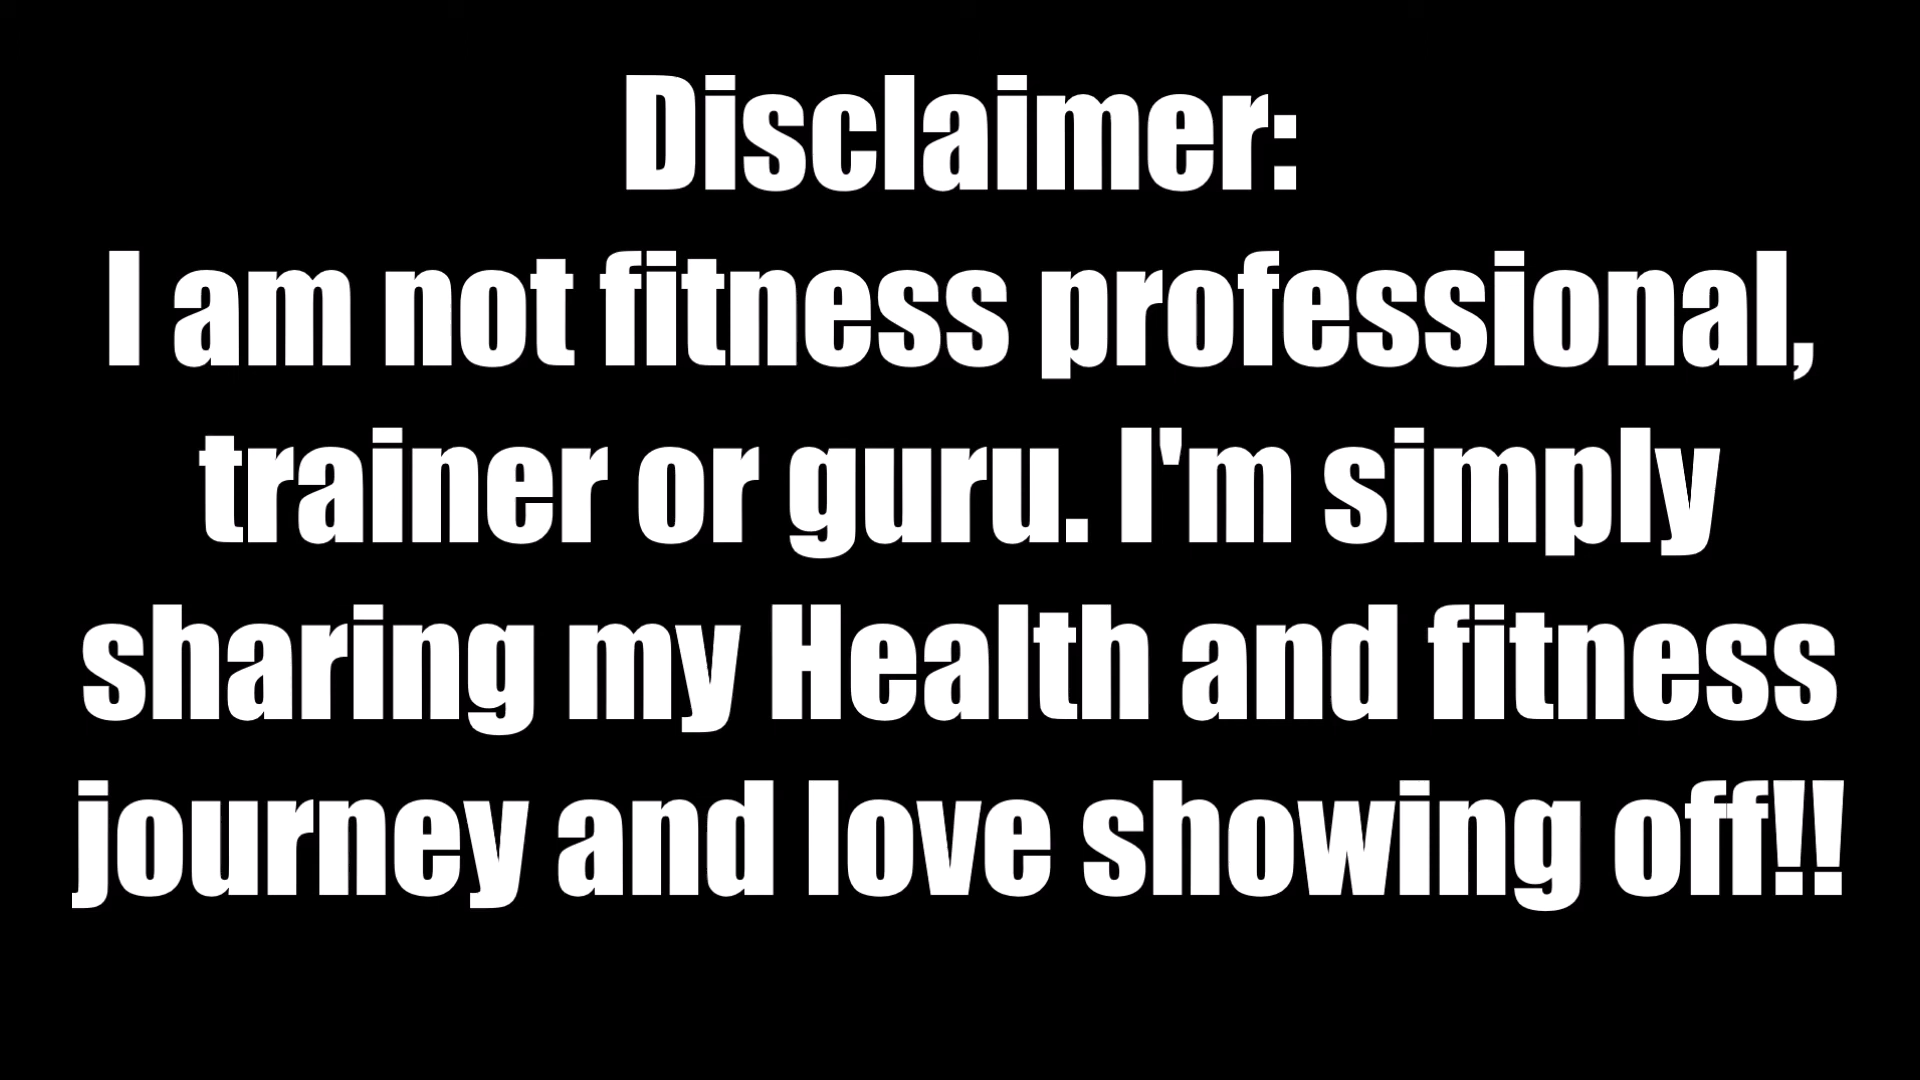 Disclaimer:
I am not fitness professional,
trainer or guru. I'm simply
sharing my Health and fitness
journey and love showing off!!